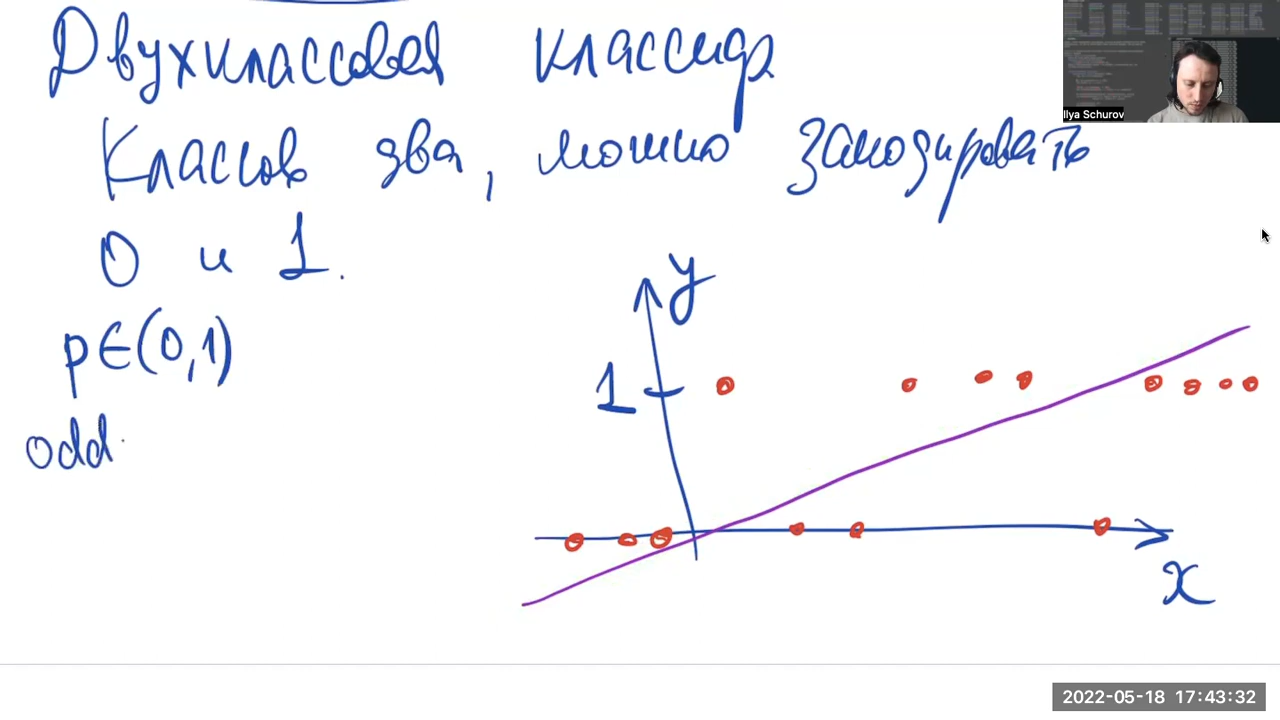 Двухклассовая классиф
Классов два, можно закодировать
0 и 1.
p∈(0,1)
odd
y
1
x
Ilya Schurov
2022-05-18 17:43:32